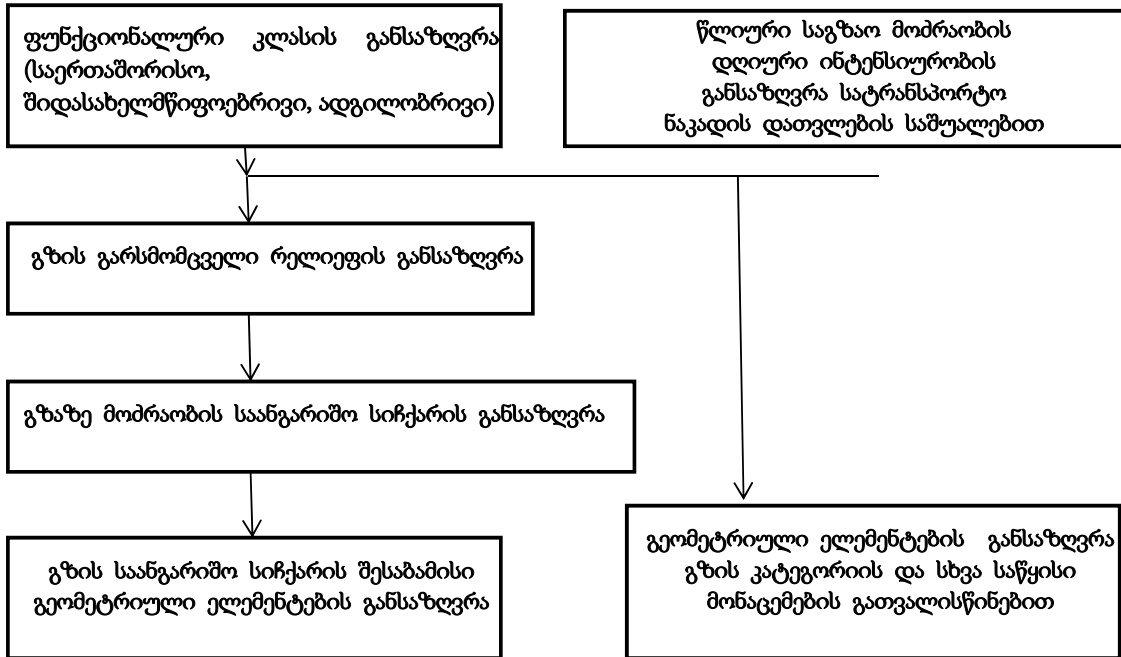 ფუნქციონალური კლასის განსაზღვრა
(საერთაშორისო,
შიდასახელმწიფოებრივი, ადგილობრივი)
წლიური საგზაო მოძრაობის
დღიური ინტენსიურობის
განსაზღვრა სატრანსპორტო
ნაკადის დათვლების საშუალებით
გზის გარსმომცველი რელიეფის განსაზღვრა
გზაზე მოძრაობის საანგარიშო სიჩქარის განსაზღვრა
გზის საანგარიშო სიჩქარის შესაბამისი
გეომეტრიული ელემენტების განსაზღვრა
გეომეტრიული ელემენტების განსაზღვრა
გზის კატეგორიის და სხვა საწყისი
მონაცემების გათვალისწინებით